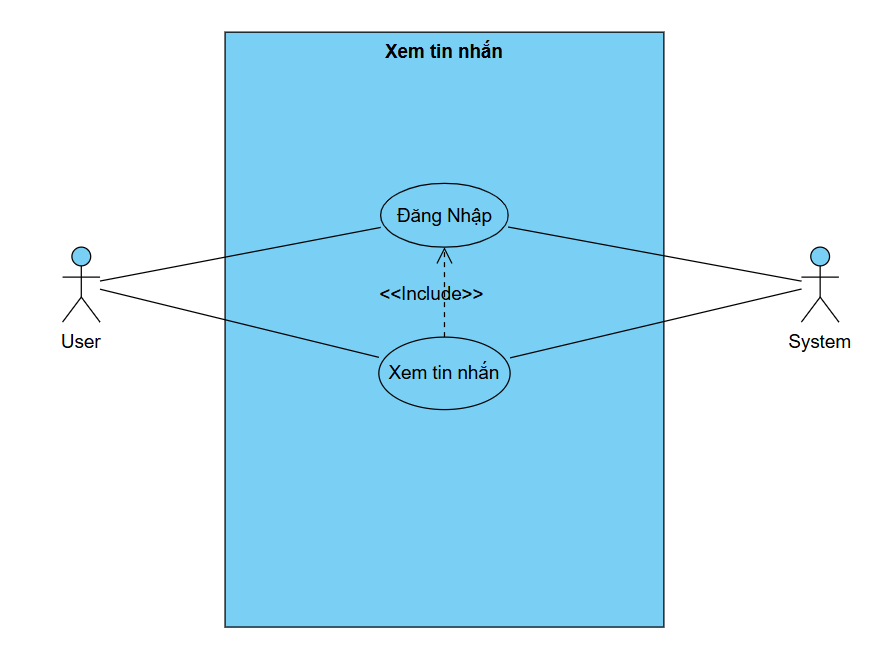 Xem tin nhắn
Đăng Nhập
<<Include>>
Xem tin nhắn
User
System